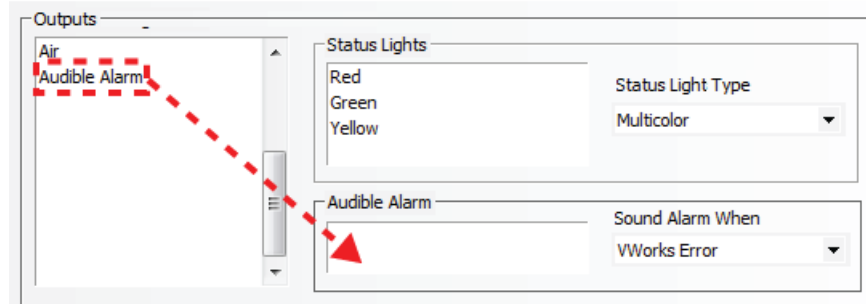 Outputs
Air
Audible Alarm
Status Lights
Red
Green
Yellow
Status Light Type
Multicolor
Audible Alarm
Sound Alarm When
VWorks Error